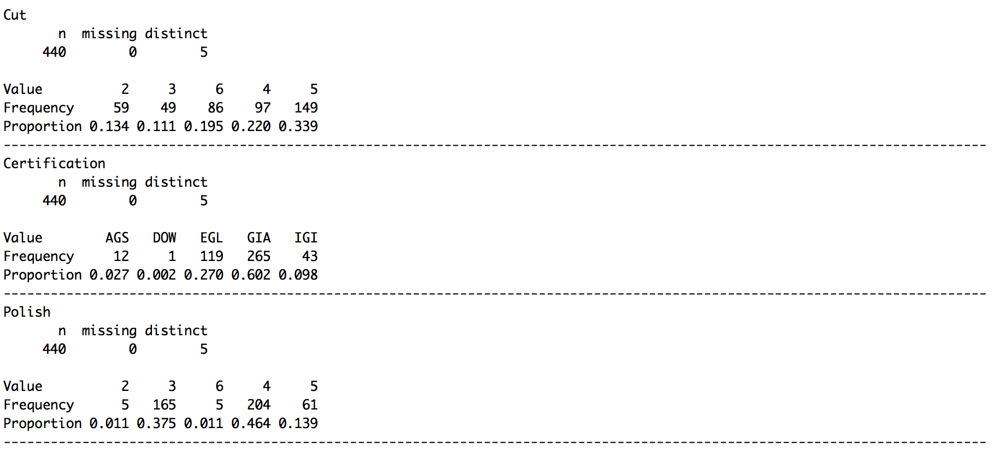 Cut
n missing distinct
440 0 5
Value 2 3 6 4 5
Frequency 59 49 86 97 149
Proportion 0.134 0.111 0.195 0.220 0.339
-----------------------------------------------------------------------------------------------------------------------------
Certification
n missing distinct
440 0 5
Value AGS DOW EGL GIA IGI
Frequency 12 1 119 265 43
Proportion 0.027 0.002 0.270 0.602 0.098
-----------------------------------------------------------------------------------------------------------------------------
Polish
n missing distinct
440 0 5
Value 2 3 6 4 5
Frequency 5 165 5 204 61
Proportion 0.011 0.375 0.011 0.464 0.139
-----------------------------------------------------------------------------------------------------------------------------